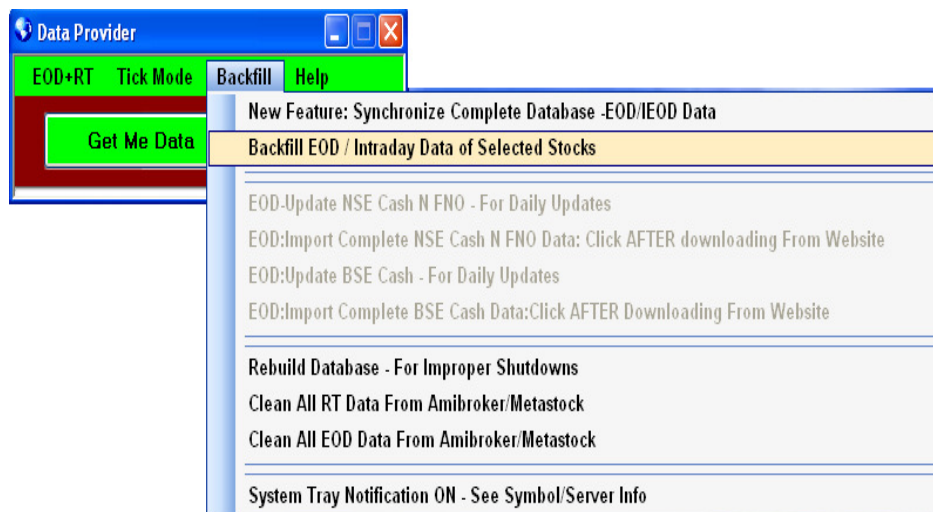 Data Provider
EOD+RT Tick Mode Backfill Help
Get Me Data
New Feature: Synchronize Complete Database -EOD/IEOD Data
Backfill EOD / Intraday Data of Selected Stocks
EOD-Update NSE Cash N FNO - For Daily Updates
EOD:Import Complete NSE Cash N FNO Data: Click AFTER downloading From Website
EOD:Update BSE Cash - For Daily Updates
EOD:Import Complete BSE Cash Data:Click AFTER Downloading From Website
Rebuild Database - For Improper Shutdowns
Clean All RT Data From Amibroker/Metastock
Clean All EOD Data From Amibroker/Metastock
System Tray Notification ON - See Symbol/Server Info